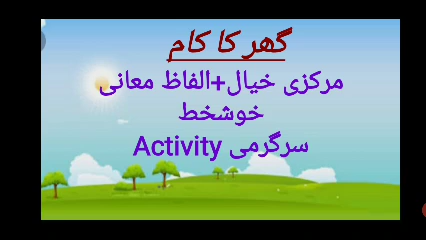 گھر کا کام
مرکزی خیال+الفاظ معانی
خوشخط
سرگرمی Activity